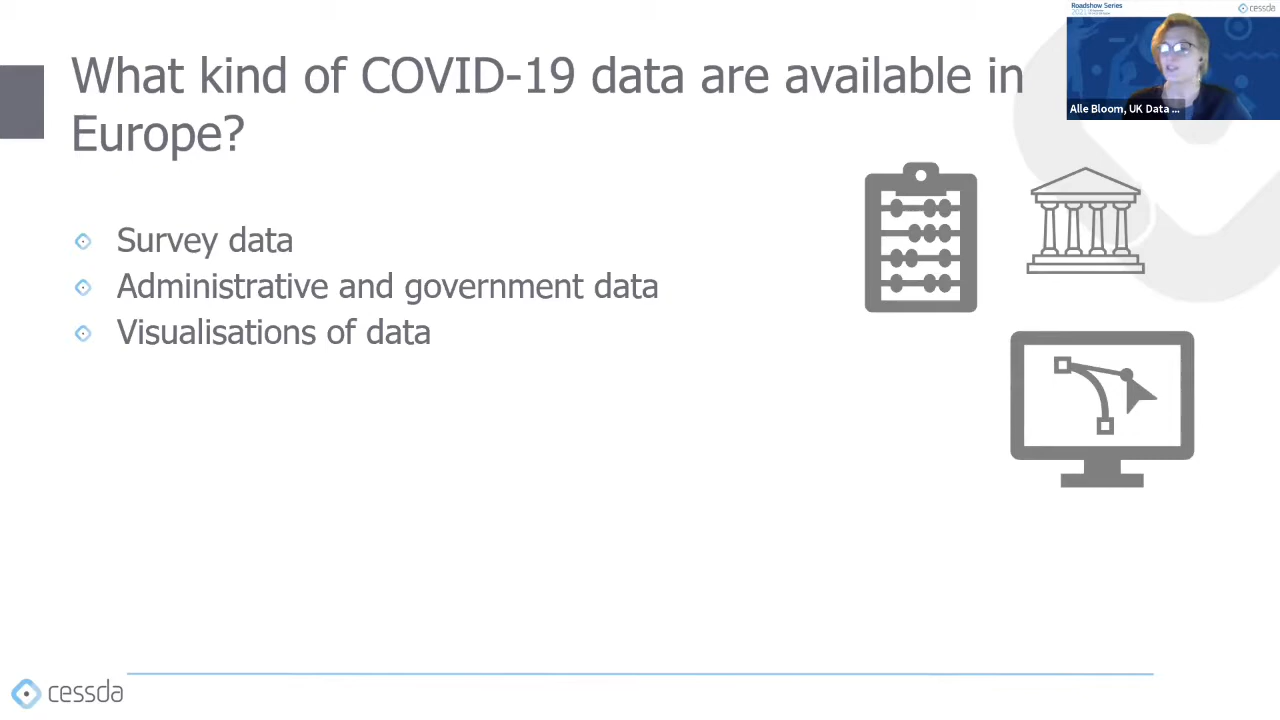 Roadshow Series
2021
cessda
Alle Bloom, UK Data ...
What kind of COVID-19 data are available in
Europe?
Survey data
Administrative and government data
Visualisations of data
cessda